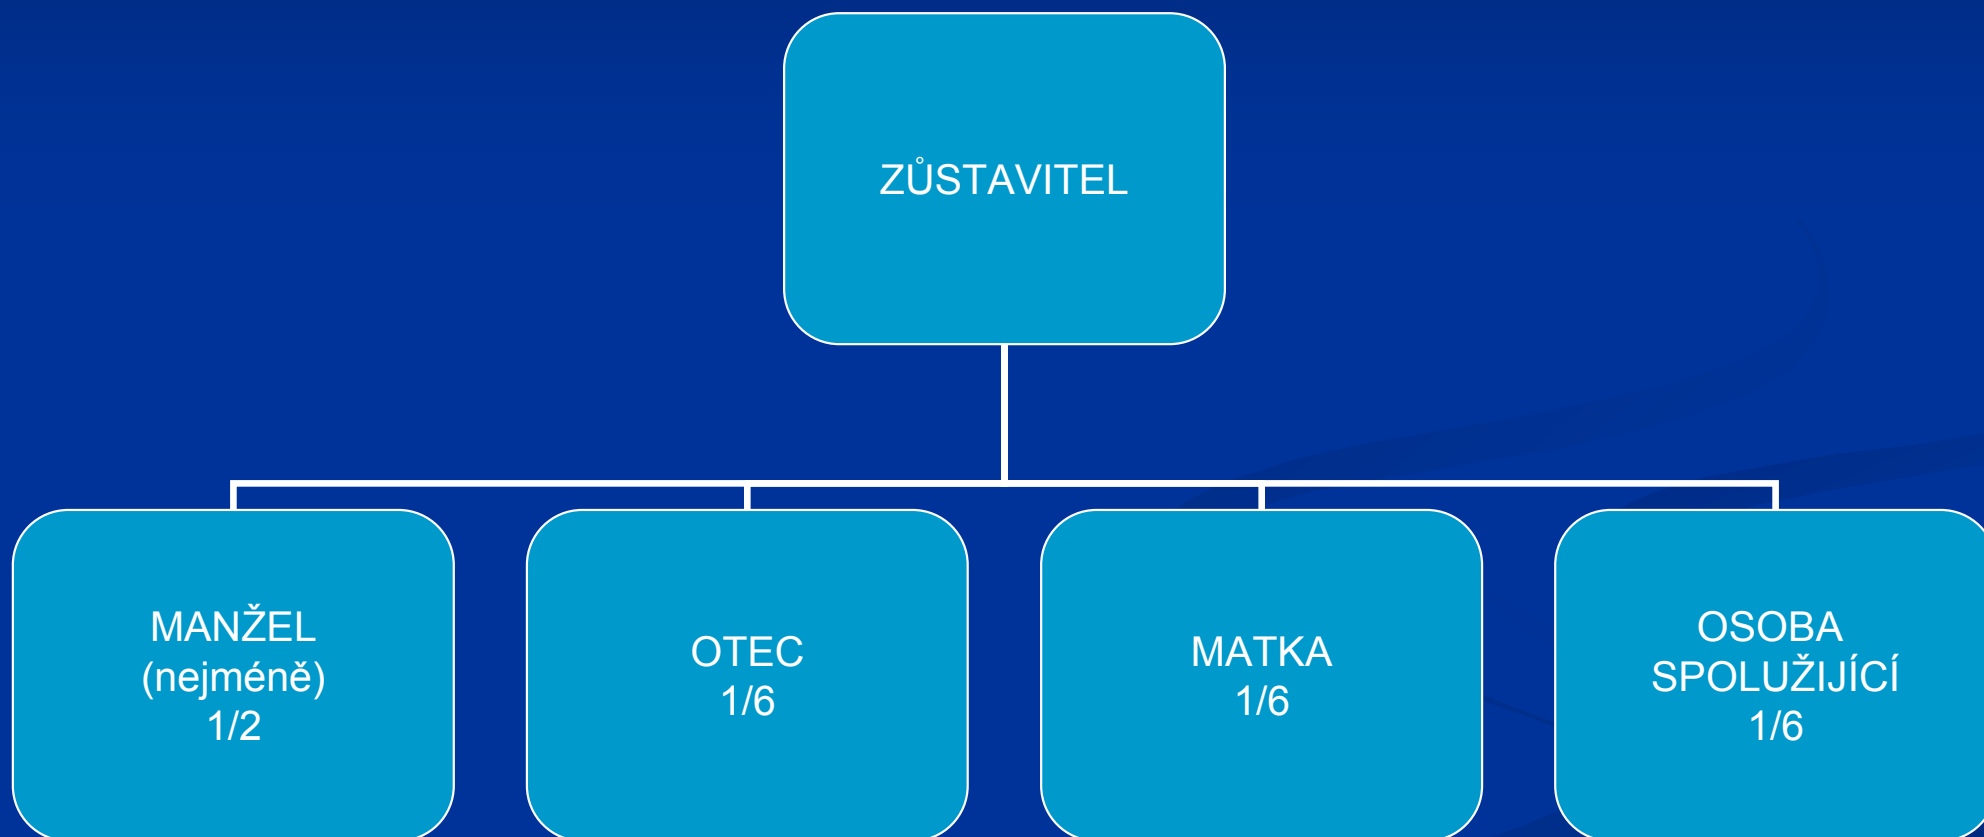 ZŮSTAVITEL
MANŽEL
(nejméně)
1/2
OTEC
1/6
MATKA
1/6
OSOBA
SPOLUŽIJÍCÍ
1/6